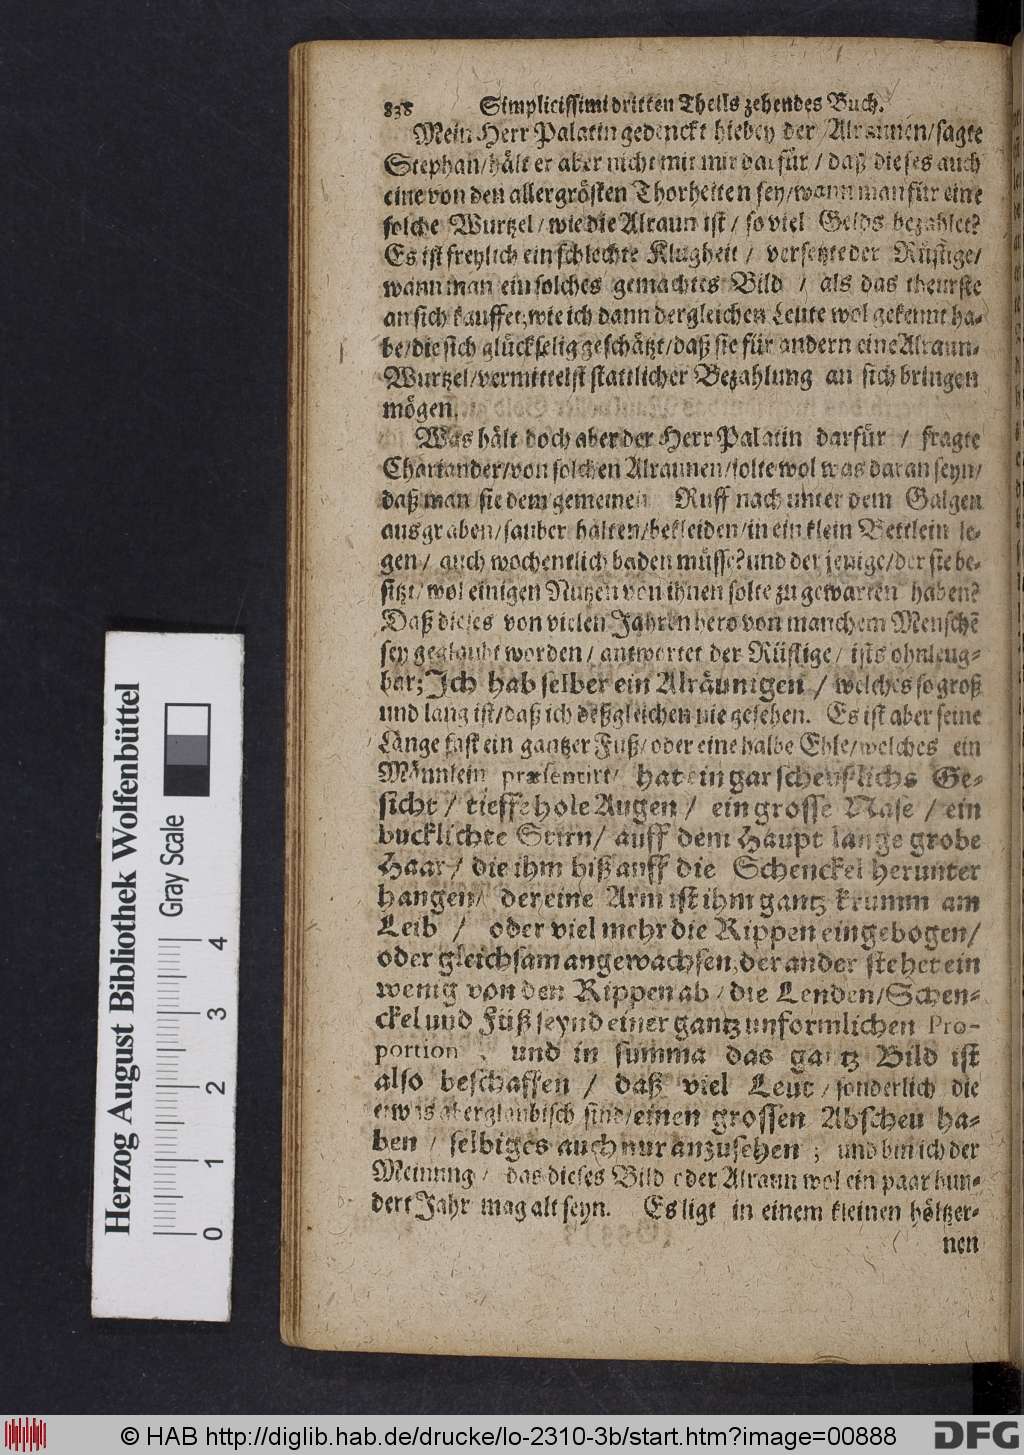 838 Simplicissimi dritten Theils zehendes Buch.
Mein Herr Palatin gedenckt hiebey der Alraunen/ sagte
Stephan/ hält er aber nicht mit mir darfür / daß dieses auch
eine von den allergrösten Thorheiten sey/ wann man für eine
solche Wurtzel / wie die Alraun ist / so viel Gelds bezahlet?
Es ist freylich ein schlechte Klugheit / versetzte der Rüstige/
wann man ein solches gemachtes Bild / als das theurste
an sich kauffet, wie ich dann dergleichen Leute wol gekennt ha-
be/ die sich glückselig geschätzt/ daß sie für andern eine Alraun-
Wurtzel/ vermittelst stattlicher Bezahlung an sich bringen
mögen.
Was hält doch aber der Herr Palatin darfür / fragte
Chartander/ von solchen Alraunen/ solte wol was daran seyn/
daß man sie dem gemeinen Ruff nach unter dem Galgen
ausgraben/ sauber halten/ bekleiden/ in ein klein Bettlein le-
gen / auch wochentlich baden müsse? und der jenige/ der sie be-
sitzt/ wol einigen Nutzen von ihnen solte zu gewarten haben?
Daß dieses von vielen Jahren hero von manchem Menschẽ
sey geglaubt worden / antwortet der Rüstige / ists ohnleug-
bar; Ich hab selber ein Alräunigen / welches so groß
und lang ist/ daß ich deßgleichen nie gesehen. Es ist aber seine
Länge fast ein gantzer Fuß/ oder eine halbe Ehle/ welches ein
Männlein præsentirt/ hat ein gar scheußlichs Ge-
sicht / tieffe hole Augen / ein grosse Nase / ein
bucklichte Stirn/ auff dem Haupt lange grobe
Haar / die ihm biß auff die Schenckel herunter
hangen/ der eine Arm ist ihm gantz krumm am
Leib / oder viel mehr die Rippen eingebogen/
oder gleichsam angewachsen, der ander stehet ein
wenig von den Rippen ab / die Lenden/ Schen-
ckel und Füß seynd einer gantz unformlichen Pro-
portion , und in summa das gantz Bild ist
also beschaffen / daß viel Leut / sonderlich die
etwas aberglaubisch sind/ einen grossen Abscheu ha-
ben / selbiges auch nur anzusehen ; und bin ich der
Meinung / das dieses Bild oder Alraun wol ein paar hun-
dert Jahr mag alt seyn. Es ligt in einem kleinen höltzer-
nen
Herzog August Bibliothek Wolfenbüttel
Gray Scale
0 1 2 3 4
© HAB http://diglib.hab.de/drucke/lo-2310-3b/start.htm?image=00888
DFG